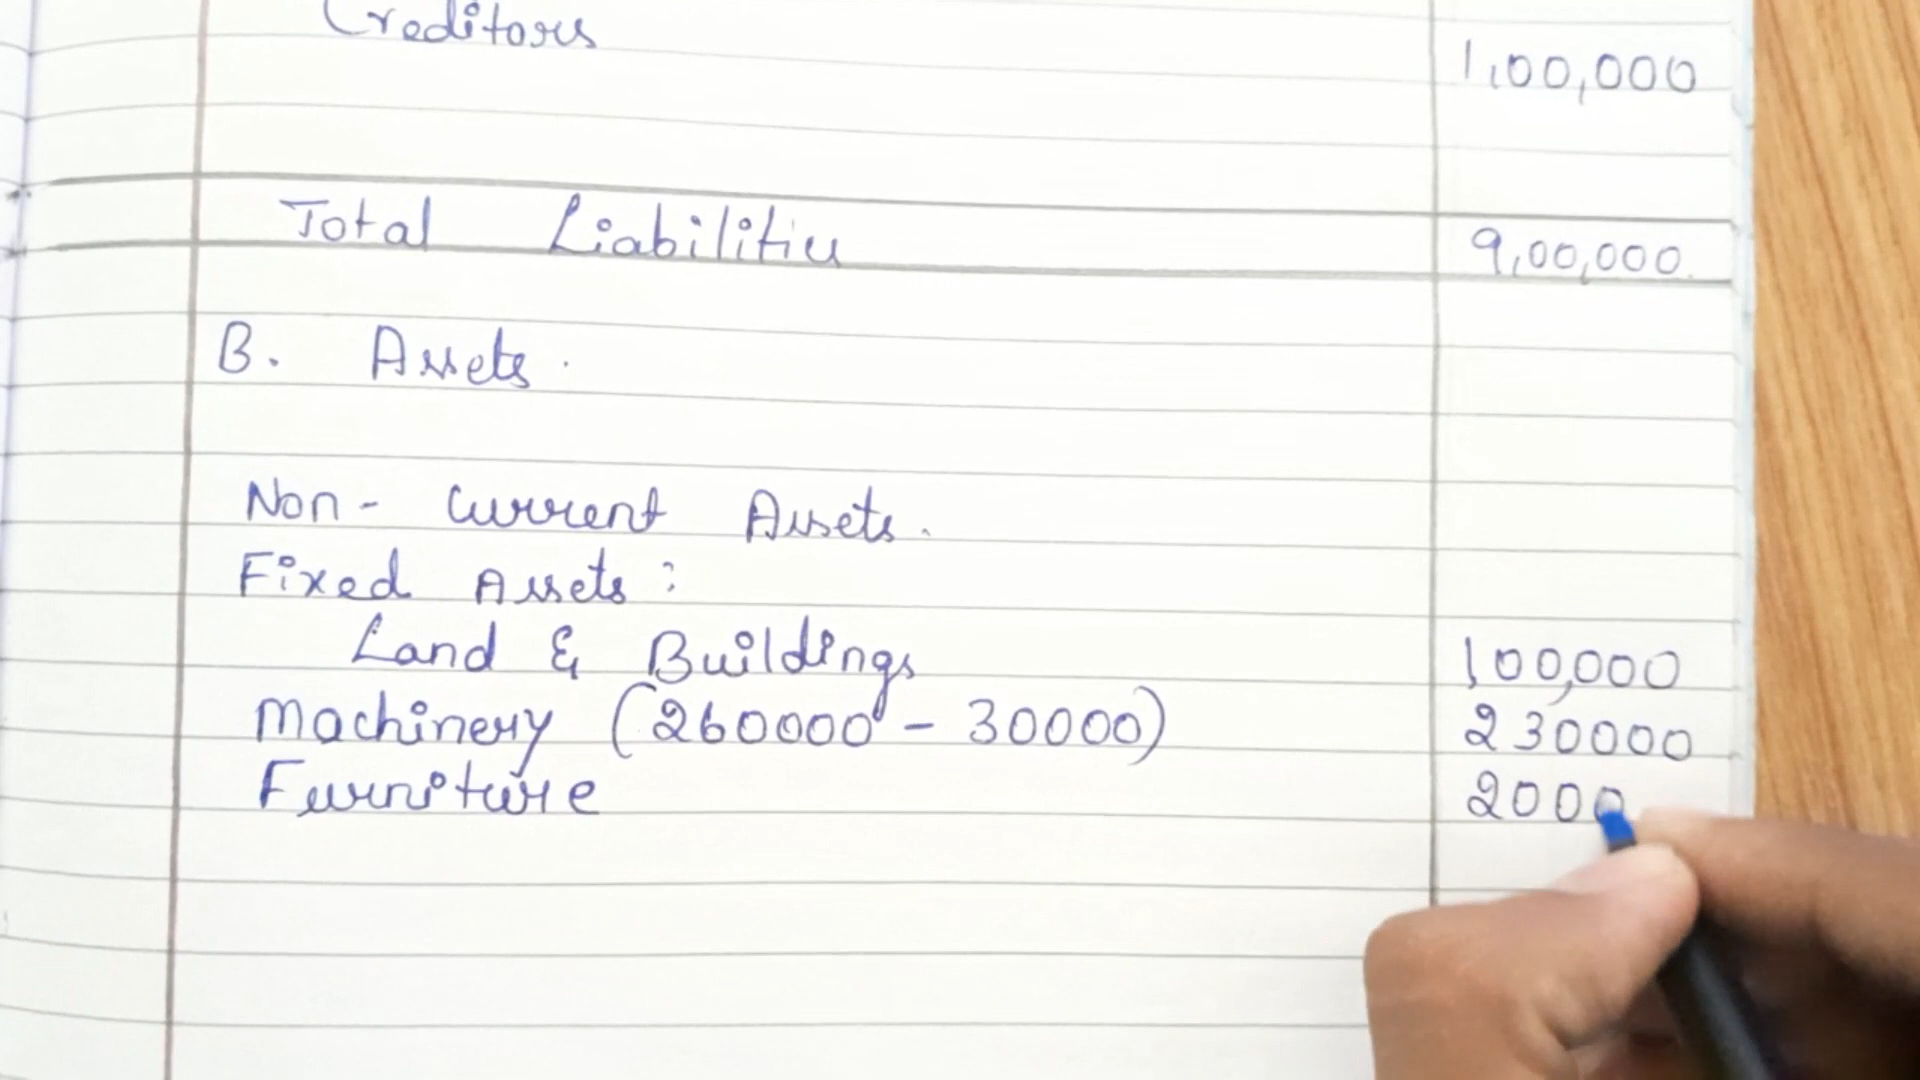 Creditors 1,00,000
Total Liabilities 9,00,000
B. Assets.
Non-Current Assets.
Fixed Assets:
Land & Buildings 100,000
Machinery (260000 - 30000) 230000
Furniture 2000